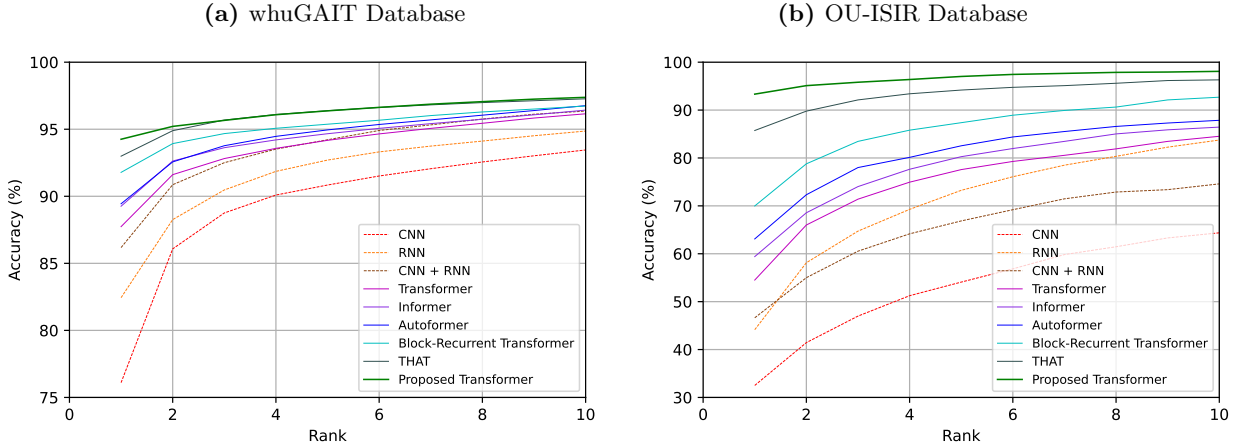 (a) whuGAIT Database
100
95
90
85
80
75
0
2
4
6
8
10
Accuracy (%)
Rank
CNN
RNN
CNN + RNN
Transformer
Informer
Autoformer
Block-Recurrent Transformer
THAT
Proposed Transformer
(b) OU-ISIR Database
100
90
80
70
60
50
40
30
0
2
4
6
8
10
Accuracy (%)
Rank
CNN
RNN
CNN + RNN
Transformer
Informer
Autoformer
Block-Recurrent Transformer
THAT
Proposed Transformer